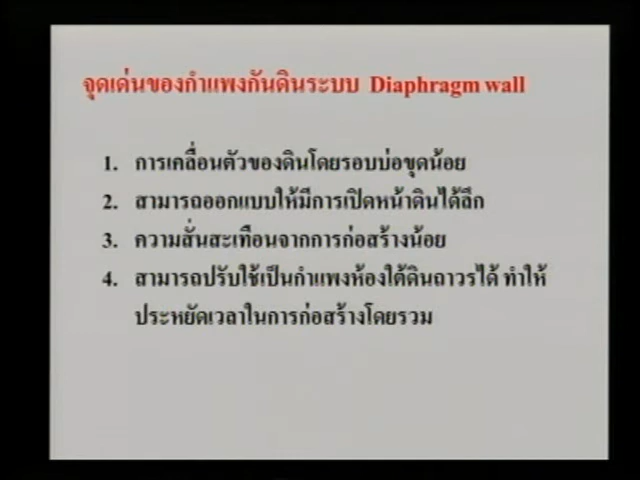 จุดเด่นของกำแพงกันดินระบบ Diaphragm wall
1. การเคลื่อนตัวของดินโดยรอบบ่อขุดน้อย
2. สามารถออกแบบให้มีการเปิดหน้าดินได้ลึก
3. ความสั่นสะเทือนจากการก่อสร้างน้อย
4. สามารถปรับใช้เป็นกำแพงห้องใต้ดินถาวรได้ ทำให้
ประหยัดเวลาในการก่อสร้างโดยรวม